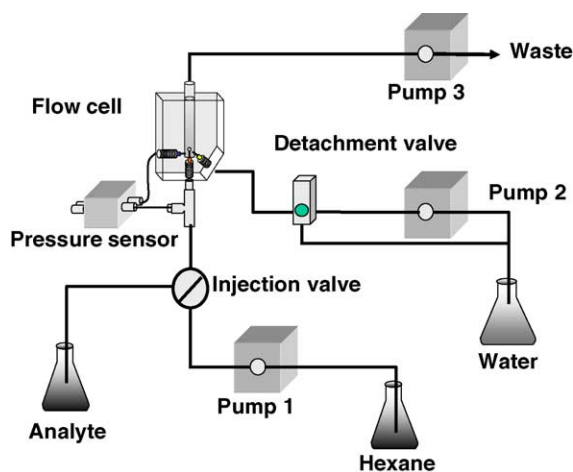 Waste
Pump 3
Flow cell
Detachment valve
Pump 2
Pressure sensor
Injection valve
Water
Pump 1
Analyte
Hexane